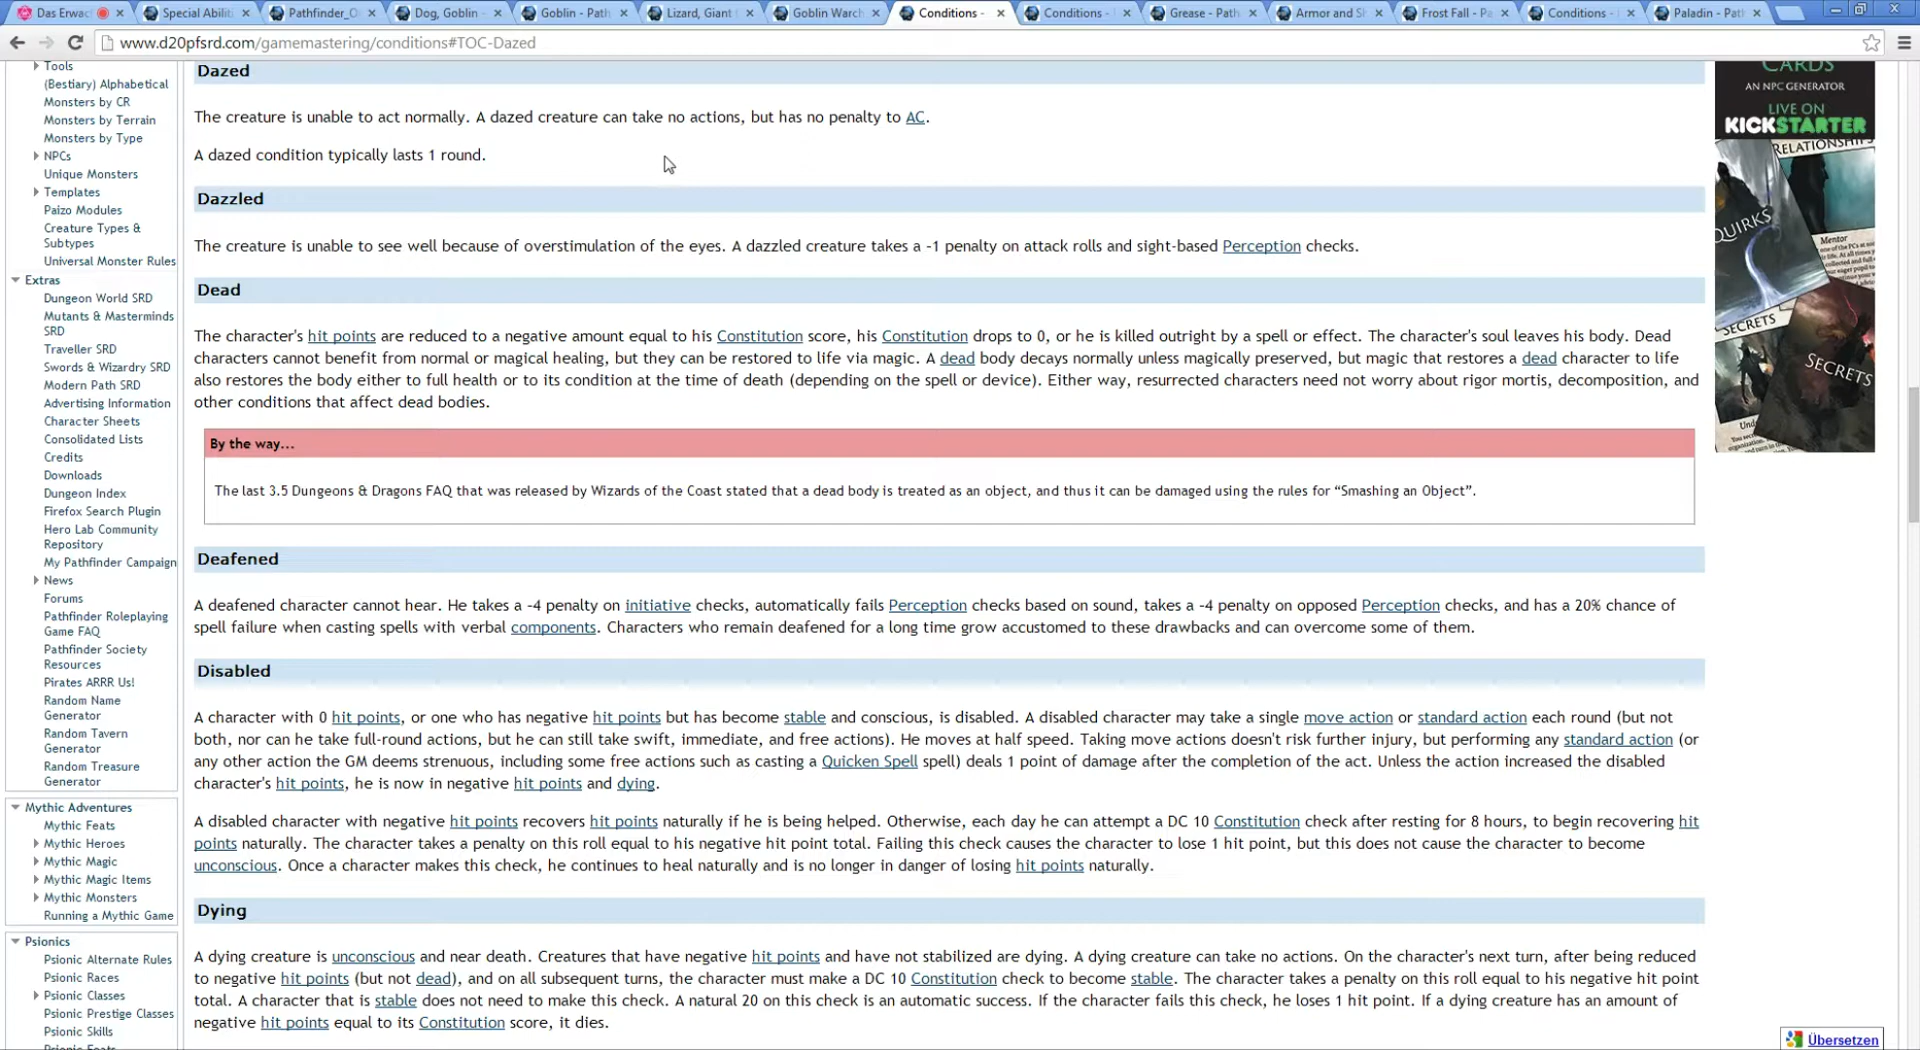 Das Erwac
Special Abiliti
Pathfinder_O
Dog, Goblin -
Goblin - Path
Lizard, Giant
Goblin Warch
Conditions -
Conditions -
Grease - Path
Armor and Sh
Frost Fall - Pa
Conditions -
Paladin - Path
www.d20pfsrd.com/gamemastering/conditions#TOC-Dazed
Tools
(Bestiary) Alphabetical
Monsters by CR
Monsters by Terrain
Monsters by Type
NPCs
Unique Monsters
Templates
Paizo Modules
Creature Types &
Subtypes
Universal Monster Rules
Extras
Dungeon World SRD
Mutants & Masterminds
SRD
Traveller SRD
Swords & Wizardry SRD
Modern Path SRD
Advertising Information
Character Sheets
Consolidated Lists
Credits
Downloads
Dungeon Index
Firefox Search Plugin
Hero Lab Community
Repository
My Pathfinder Campaign
News
Forums
Pathfinder Roleplaying
Game FAQ
Pathfinder Society
Resources
Pirates ARRR Us!
Random Name
Generator
Random Tavern
Generator
Random Treasure
Generator
Mythic Adventures
Mythic Feats
Mythic Heroes
Mythic Magic
Mythic Magic Items
Mythic Monsters
Running a Mythic Game
Psionics
Psionic Alternate Rules
Psionic Races
Psionic Classes
Psionic Prestige Classes
Psionic Skills
Psionic Feats
Dazed
The creature is unable to act normally. A dazed creature can take no actions, but has no penalty to AC.
A dazed condition typically lasts 1 round.
Dazzled
The creature is unable to see well because of overstimulation of the eyes. A dazzled creature takes a -1 penalty on attack rolls and sight-based Perception checks.
Dead
The character's hit points are reduced to a negative amount equal to his Constitution score, his Constitution drops to 0, or he is killed outright by a spell or effect. The character's soul leaves his body. Dead
characters cannot benefit from normal or magical healing, but they can be restored to life via magic. A dead body decays normally unless magically preserved, but magic that restores a dead character to life
also restores the body either to full health or to its condition at the time of death (depending on the spell or device). Either way, resurrected characters need not worry about rigor mortis, decomposition, and
other conditions that affect dead bodies.
By the way...
The last 3.5 Dungeons & Dragons FAQ that was released by Wizards of the Coast stated that a dead body is treated as an object, and thus it can be damaged using the rules for “Smashing an Object”.
Deafened
A deafened character cannot hear. He takes a -4 penalty on initiative checks, automatically fails Perception checks based on sound, takes a -4 penalty on opposed Perception checks, and has a 20% chance of
spell failure when casting spells with verbal components. Characters who remain deafened for a long time grow accustomed to these drawbacks and can overcome some of them.
Disabled
A character with 0 hit points, or one who has negative hit points but has become stable and conscious, is disabled. A disabled character may take a single move action or standard action each round (but not
both, nor can he take full-round actions, but he can still take swift, immediate, and free actions). He moves at half speed. Taking move actions doesn't risk further injury, but performing any standard action (or
any other action the GM deems strenuous, including some free actions such as casting a Quicken Spell spell) deals 1 point of damage after the completion of the act. Unless the action increased the disabled
character's hit points, he is now in negative hit points and dying.
A disabled character with negative hit points recovers hit points naturally if he is being helped. Otherwise, each day he can attempt a DC 10 Constitution check after resting for 8 hours, to begin recovering hit
points naturally. The character takes a penalty on this roll equal to his negative hit point total. Failing this check causes the character to lose 1 hit point, but this does not cause the character to become
unconscious. Once a character makes this check, he continues to heal naturally and is no longer in danger of losing hit points naturally.
Dying
A dying creature is unconscious and near death. Creatures that have negative hit points and have not stabilized are dying. A dying creature can take no actions. On the character's next turn, after being reduced
to negative hit points (but not dead), and on all subsequent turns, the character must make a DC 10 Constitution check to become stable. The character takes a penalty on this roll equal to his negative hit point
total. A character that is stable does not need to make this check. A natural 20 on this check is an automatic success. If the character fails this check, he loses 1 hit point. If a dying creature has an amount of
negative hit points equal to its Constitution score, it dies.
CARDS
AN NPC GENERATOR
LIVE ON
KICKSTARTER
RELATIONSHIPS
QUIRKS
Mentor
SECRETS
SECRETS
Übersetzen